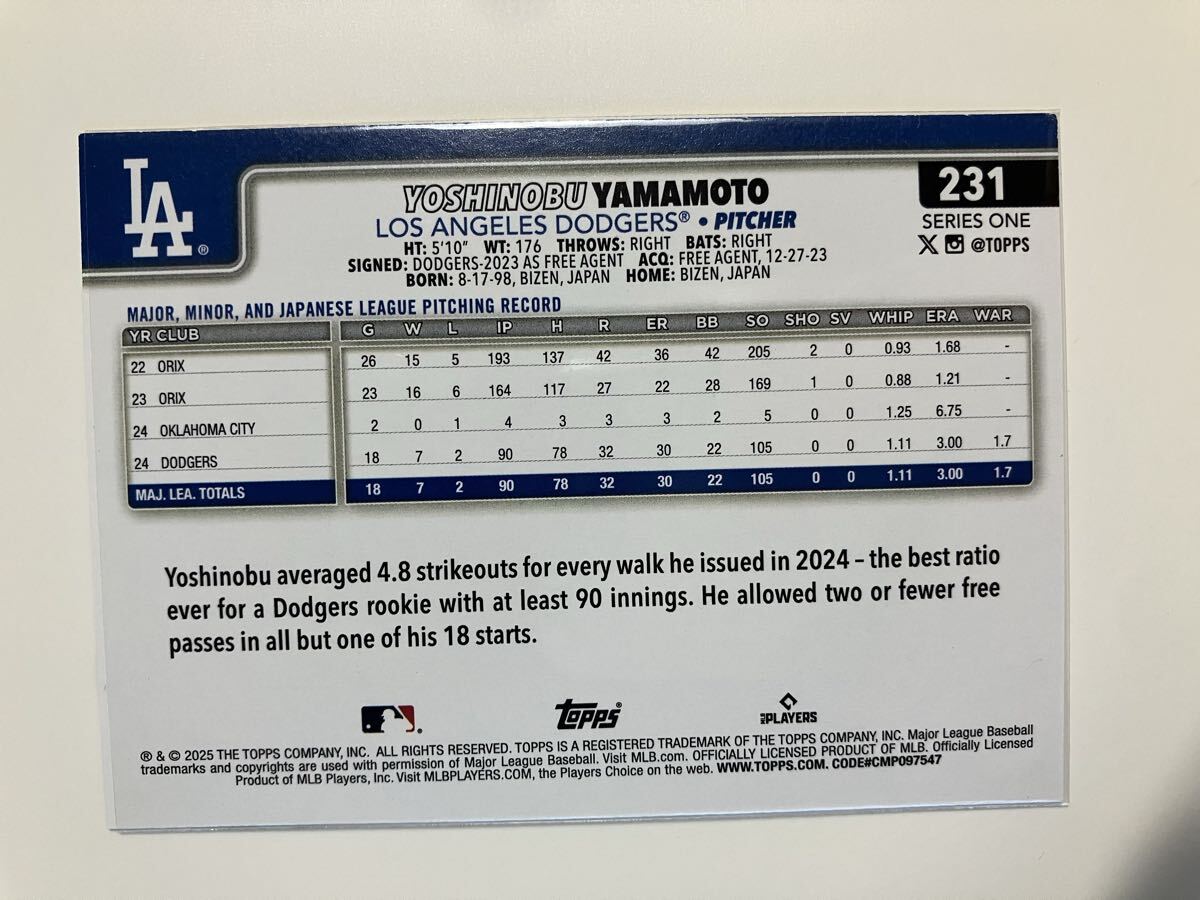 LA®
231
SERIES ONE
X @TOPPS
YOSHINOBU YAMAMOTO
LOS ANGELES DODGERS® • PITCHER
HT: 5'10" WT: 176 THROWS: RIGHT BATS: RIGHT
SIGNED: DODGERS-2023 AS FREE AGENT ACQ: FREE AGENT, 12-27-23
BORN: 8-17-98, BIZEN, JAPAN HOME: BIZEN, JAPAN
MAJOR, MINOR, AND JAPANESE LEAGUE PITCHING RECORD
YR CLUB G W L IP H R ER BB SO SHO SV WHIP ERA WAR
22 ORIX 26 15 5 193 137 42 36 42 205 2 0 0.93 1.68 -
23 ORIX 23 16 6 164 117 27 22 28 169 1 0 0.88 1.21 -
24 OKLAHOMA CITY 2 0 1 4 3 3 3 2 5 0 0 1.25 6.75 -
24 DODGERS 18 7 2 90 78 32 30 22 105 0 0 1.11 3.00 1.7
MAJ. LEA. TOTALS 18 7 2 90 78 32 30 22 105 0 0 1.11 3.00 1.7
Yoshinobu averaged 4.8 strikeouts for every walk he issued in 2024 – the best ratio
ever for a Dodgers rookie with at least 90 innings. He allowed two or fewer free
passes in all but one of his 18 starts.
Topps® MLB PLAYERS
® & © 2025 THE TOPPS COMPANY, INC. ALL RIGHTS RESERVED. TOPPS IS A REGISTERED TRADEMARK OF THE TOPPS COMPANY, INC. Major League Baseball
trademarks and copyrights are used with permission of Major League Baseball. Visit MLB.com. OFFICIALLY LICENSED PRODUCT OF MLB. Officially Licensed
Product of MLB Players, Inc. Visit MLBPLAYERS.COM, the Players Choice on the web. WWW.TOPPS.COM. CODE#CMP097547